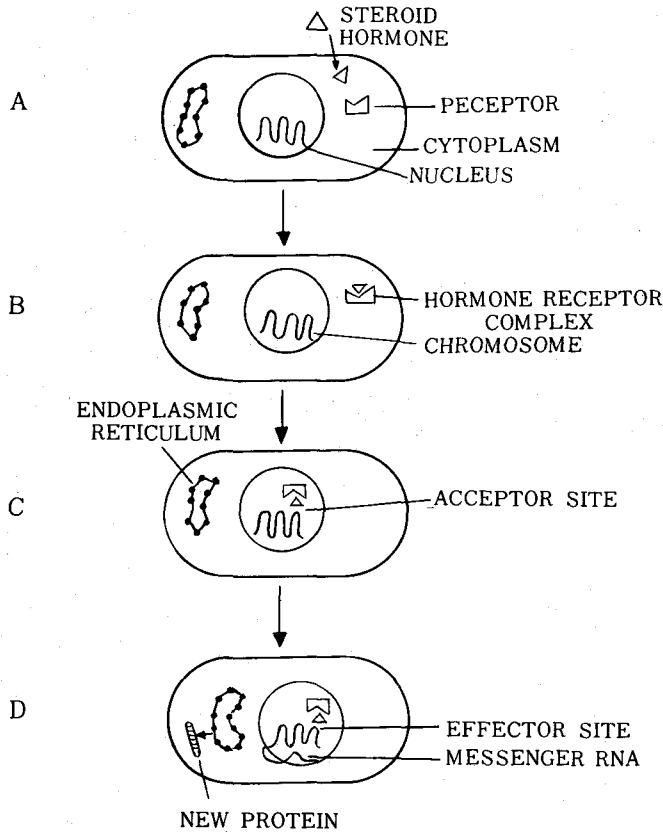 STEROID
HORMONE
A
PECEPTOR
CYTOPLASM
NUCLEUS
B
HORMONE RECEPTOR
COMPLEX
CHROMOSOME
ENDOPLASMIC
RETICULUM
C
ACCEPTOR SITE
D
EFFECTOR SITE
MESSENGER RNA
NEW PROTEIN